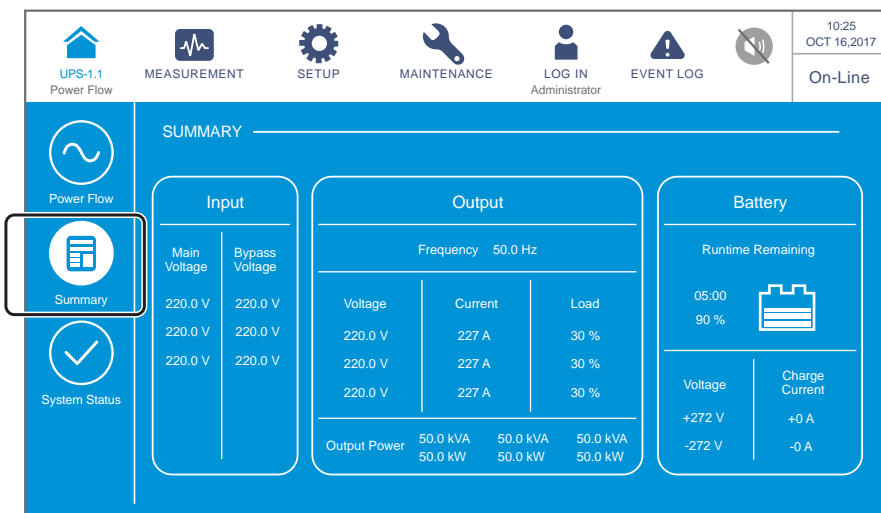 UPS-1.1
Power Flow
MEASUREMENT
SETUP
MAINTENANCE
LOG IN
Administrator
EVENT LOG
10:25
OCT 16,2017
On-Line
Power Flow
Summary
System Status
SUMMARY
Input
Main Voltage
Bypass Voltage
220.0 V 220.0 V
220.0 V 220.0 V
220.0 V 220.0 V
Output
Frequency 50.0 Hz
Voltage Current Load
220.0 V 227 A 30 %
220.0 V 227 A 30 %
220.0 V 227 A 30 %
Output Power 50.0 kVA 50.0 kVA 50.0 kVA
50.0 kW 50.0 kW 50.0 kW
Battery
Runtime Remaining
05:00
90 %
Voltage
Charge Current
+272 V +0 A
-272 V -0 A